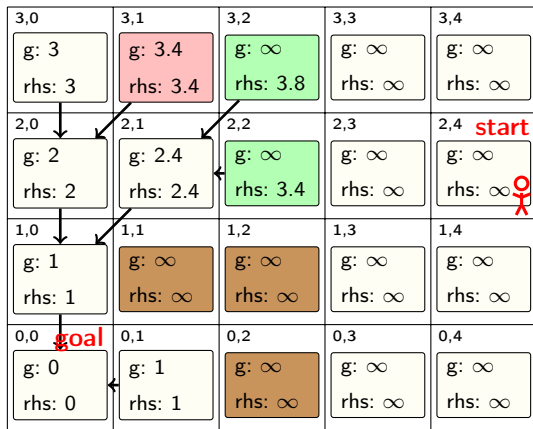 3,0 3,1 3,2 3,3 3,4
g: 3 g: 3.4 g: ∞ g: ∞ g: ∞
rhs: 3 rhs: 3.4 rhs: 3.8 rhs: ∞ rhs: ∞
2,0 2,1 2,2 2,3 2,4 start
g: 2 g: 2.4 g: ∞ g: ∞ g: ∞
rhs: 2 rhs: 2.4 rhs: 3.4 rhs: ∞ rhs: ∞
1,0 1,1 1,2 1,3 1,4
g: 1 g: ∞ g: ∞ g: ∞ g: ∞
rhs: 1 rhs: ∞ rhs: ∞ rhs: ∞ rhs: ∞
0,0 goal 0,1 0,2 0,3 0,4
g: 0 g: 1 g: ∞ g: ∞ g: ∞
rhs: 0 rhs: 1 rhs: ∞ rhs: ∞ rhs: ∞